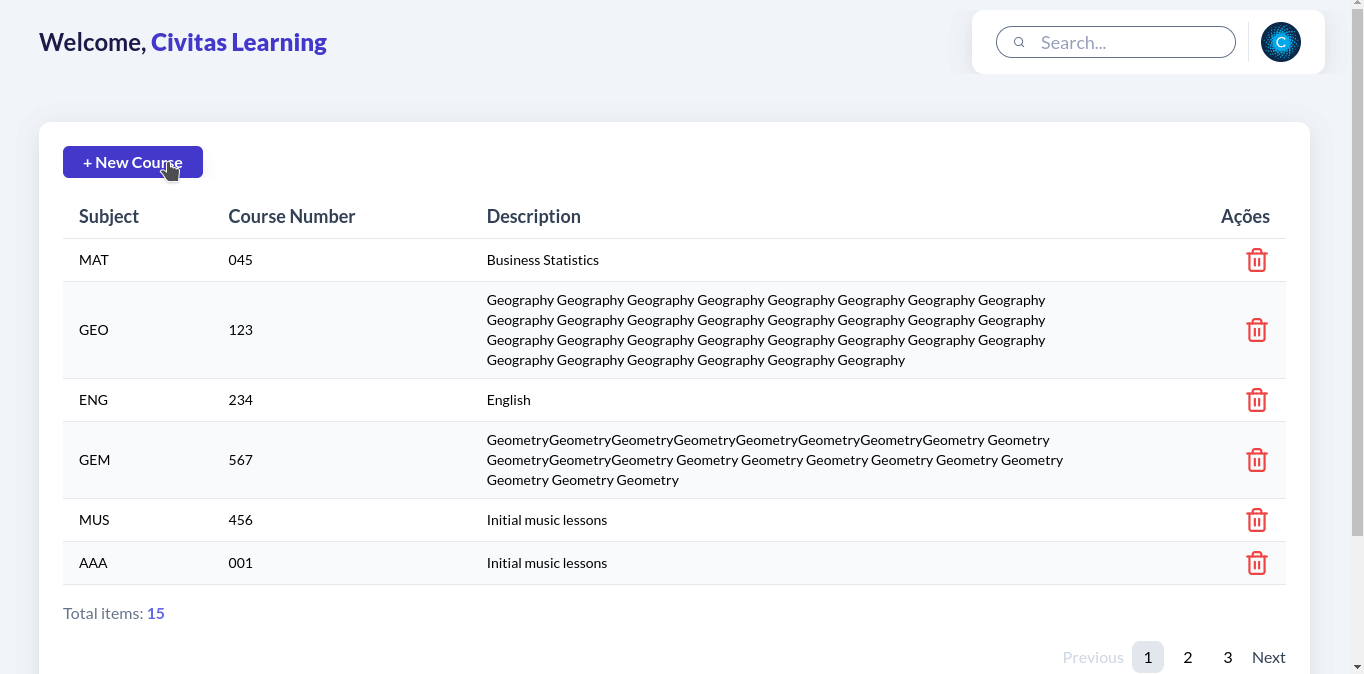 Welcome, Civitas Learning
Search...
C
+ New Course
Subject Course Number Description Ações
MAT 045 Business Statistics
GEO 123 Geography Geography Geography Geography Geography Geography Geography Geography
Geography Geography Geography Geography Geography Geography Geography Geography
Geography Geography Geography Geography Geography Geography Geography Geography
Geography Geography Geography Geography Geography Geography
ENG 234 English
GEM 567 GeometryGeometryGeometryGeometryGeometryGeometryGeometryGeometry Geometry
GeometryGeometryGeometry Geometry Geometry Geometry Geometry Geometry Geometry
Geometry Geometry Geometry
MUS 456 Initial music lessons
AAA 001 Initial music lessons
Total items: 15
Previous 1 2 3 Next